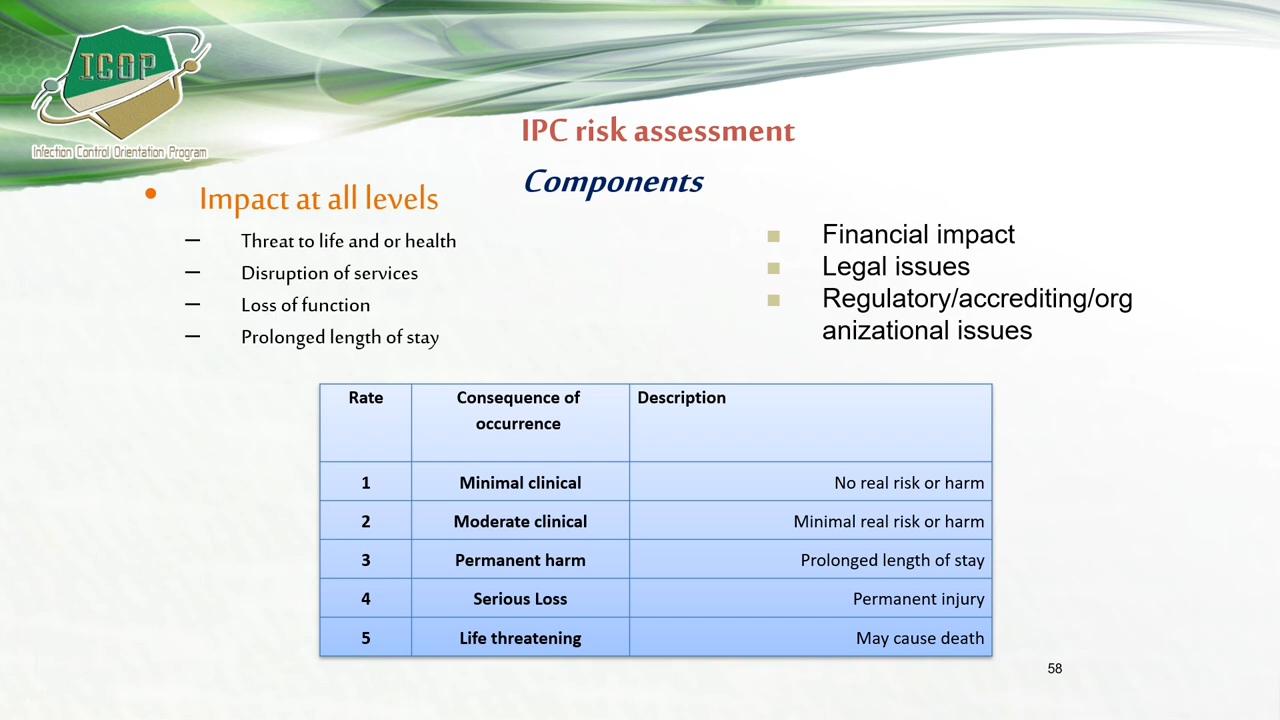 ICOP
Infection Control Orientation Program
IPC risk assessment
Components
• Impact at all levels
– Threat to life and or health
– Disruption of services
– Loss of function
– Prolonged length of stay
■ Financial impact
■ Legal issues
■ Regulatory/accrediting/org
anizational issues
Rate Consequence of Description
occurrence
1 Minimal clinical No real risk or harm
2 Moderate clinical Minimal real risk or harm
3 Permanent harm Prolonged length of stay
4 Serious Loss Permanent injury
5 Life threatening May cause death
58